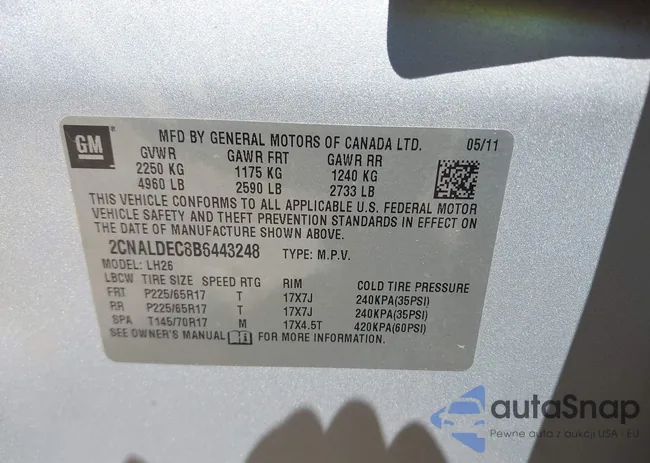 GM
MFD BY GENERAL MOTORS OF CANADA LTD. 05/11
GVWR GAWR FRT GAWR RR
2250 KG 1175 KG 1240 KG
4960 LB 2590 LB 2733 LB
THIS VEHICLE CONFORMS TO ALL APPLICABLE U.S. FEDERAL MOTOR
VEHICLE SAFETY AND THEFT PREVENTION STANDARDS IN EFFECT ON
THE DATE OF MANUFACTURE SHOWN ABOVE.
2CNALDEC8B6443248 TYPE: M.P.V.
MODEL: LH26
LBCW TIRE SIZE SPEED RTG RIM COLD TIRE PRESSURE
FRT P225/65R17 T 17X7J 240KPA(35PSI)
RR P225/65R17 T 17X7J 240KPA(35PSI)
SPA T145/70R17 M 17X4.5T 420KPA(60PSI)
SEE OWNER'S MANUAL FOR MORE INFORMATION.
autoSnap
Pewne auto z aukcji USA - EU